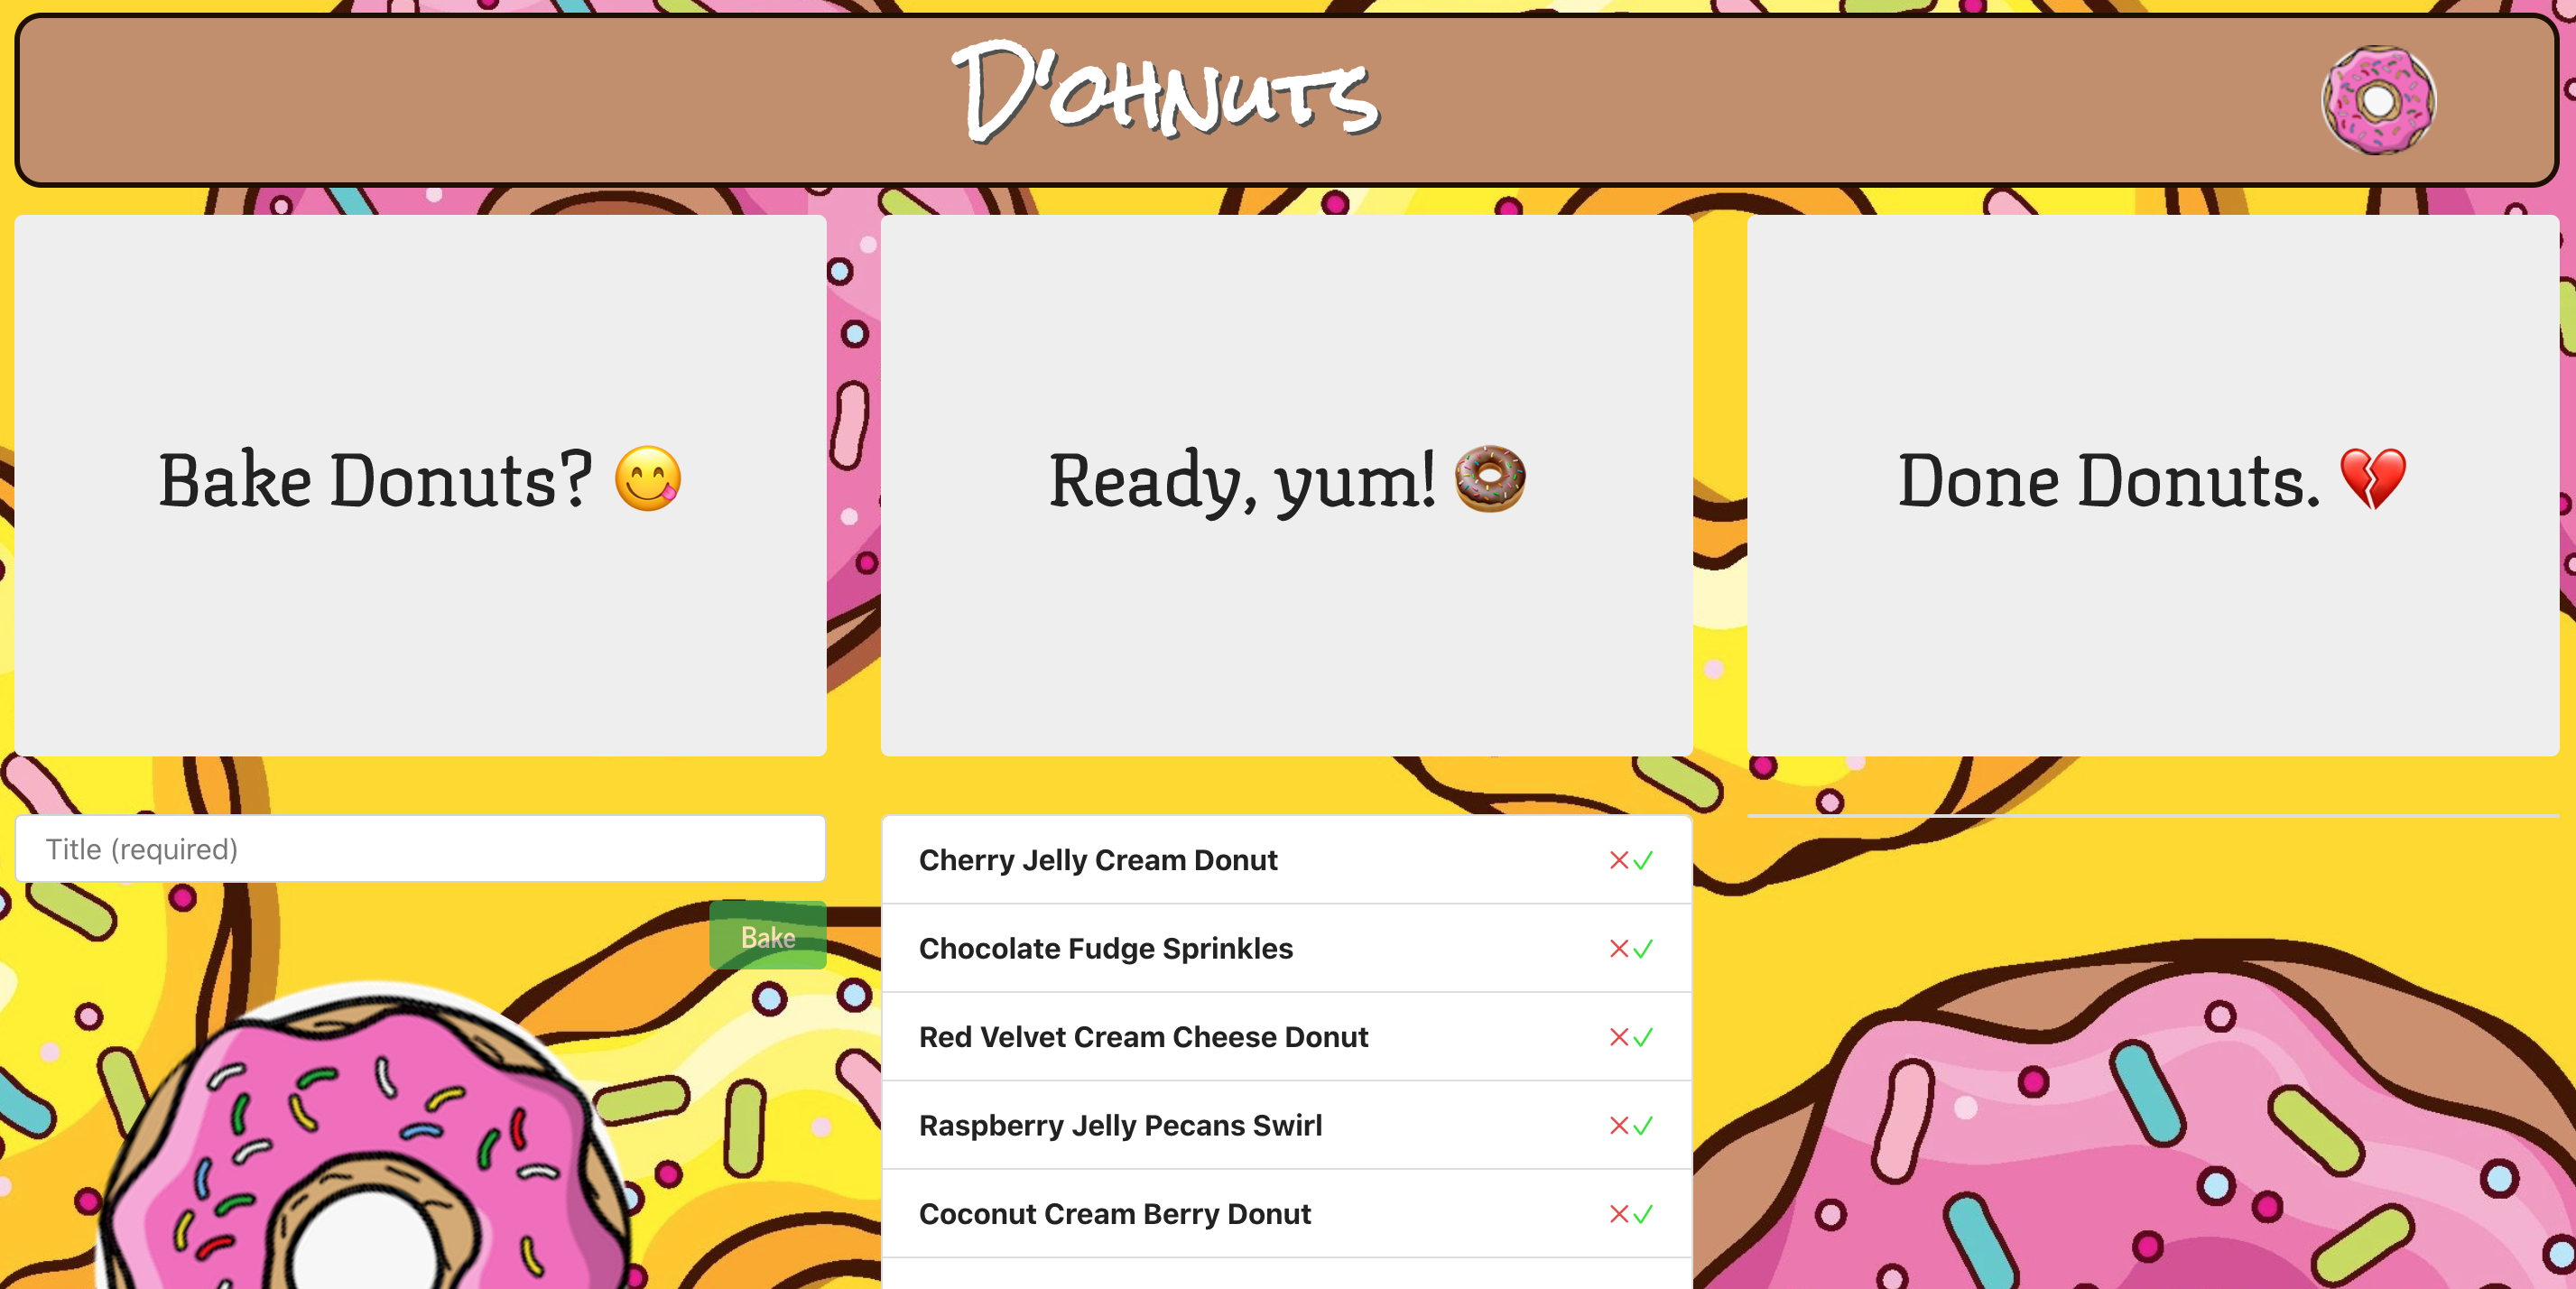 D'ohnuts
Bake Donuts? 😋
Ready, yum! 🍩
Done Donuts. 💔
Title (required)
Bake
Cherry Jelly Cream Donut
Chocolate Fudge Sprinkles
Red Velvet Cream Cheese Donut
Raspberry Jelly Pecans Swirl
Coconut Cream Berry Donut